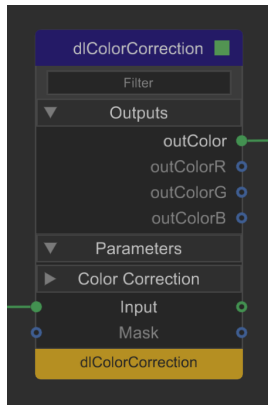 dlColorCorrection
Filter
Outputs
outColor
outColorR
outColorG
outColorB
Parameters
Color Correction
Input
Mask
dlColorCorrection